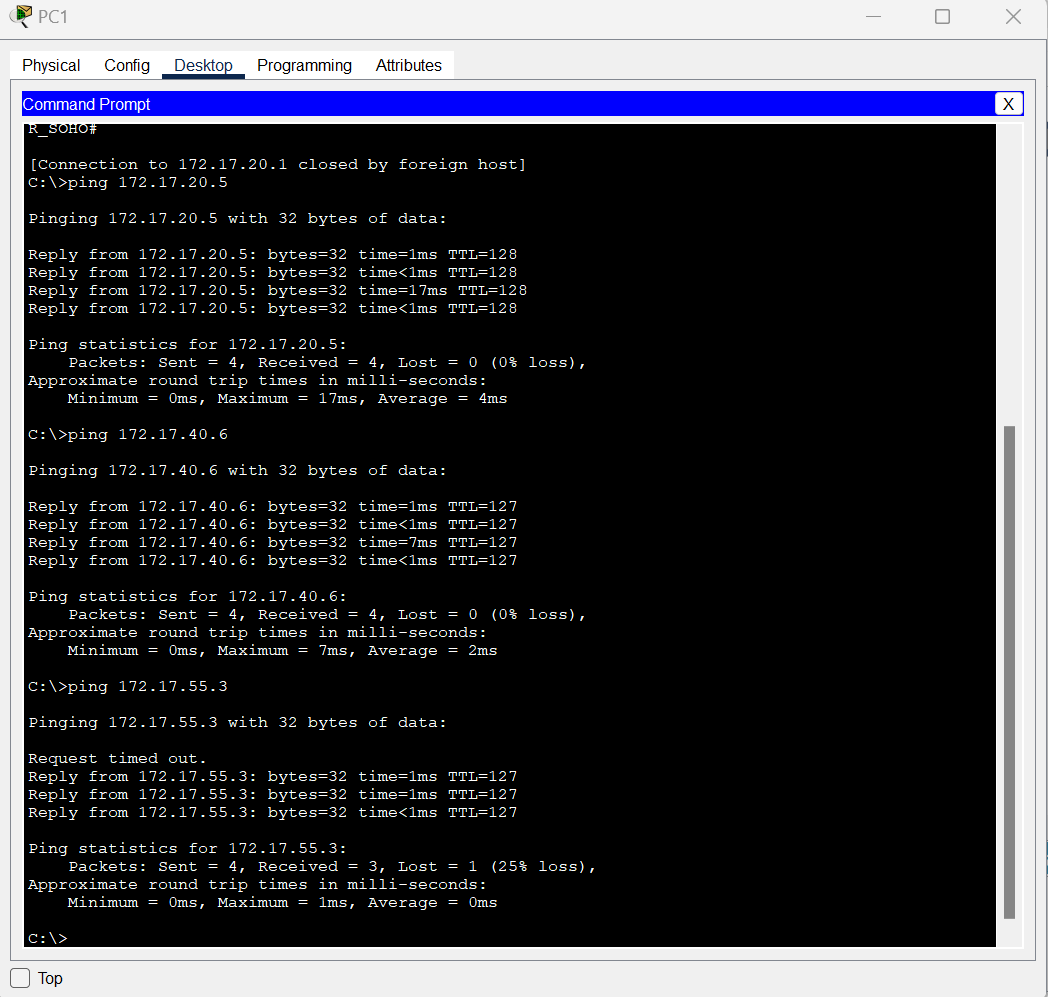 PC1
Physical Config Desktop Programming Attributes
Command Prompt X
R_SOHO#
[Connection to 172.17.20.1 closed by foreign host]
C:\>ping 172.17.20.5
Pinging 172.17.20.5 with 32 bytes of data:
Reply from 172.17.20.5: bytes=32 time=1ms TTL=128
Reply from 172.17.20.5: bytes=32 time<1ms TTL=128
Reply from 172.17.20.5: bytes=32 time=17ms TTL=128
Reply from 172.17.20.5: bytes=32 time<1ms TTL=128
Ping statistics for 172.17.20.5:
    Packets: Sent = 4, Received = 4, Lost = 0 (0% loss),
Approximate round trip times in milli-seconds:
    Minimum = 0ms, Maximum = 17ms, Average = 4ms
C:\>ping 172.17.40.6
Pinging 172.17.40.6 with 32 bytes of data:
Reply from 172.17.40.6: bytes=32 time=1ms TTL=127
Reply from 172.17.40.6: bytes=32 time<1ms TTL=127
Reply from 172.17.40.6: bytes=32 time=7ms TTL=127
Reply from 172.17.40.6: bytes=32 time<1ms TTL=127
Ping statistics for 172.17.40.6:
    Packets: Sent = 4, Received = 4, Lost = 0 (0% loss),
Approximate round trip times in milli-seconds:
    Minimum = 0ms, Maximum = 7ms, Average = 2ms
C:\>ping 172.17.55.3
Pinging 172.17.55.3 with 32 bytes of data:
Request timed out.
Reply from 172.17.55.3: bytes=32 time=1ms TTL=127
Reply from 172.17.55.3: bytes=32 time=1ms TTL=127
Reply from 172.17.55.3: bytes=32 time<1ms TTL=127
Ping statistics for 172.17.55.3:
    Packets: Sent = 4, Received = 3, Lost = 1 (25% loss),
Approximate round trip times in milli-seconds:
    Minimum = 0ms, Maximum = 1ms, Average = 0ms
C:\>
Top